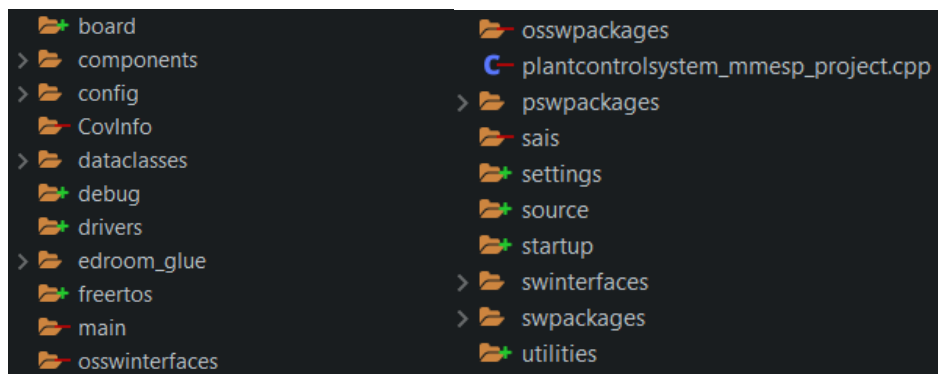 board
components
config
CovInfo
dataclasses
debug
drivers
edroom_glue
freertos
main
osswinterfaces
osswpackages
plantcontrolsystem_mmesp_project.cpp
pswpackages
sais
settings
source
startup
swinterfaces
swpackages
utilities